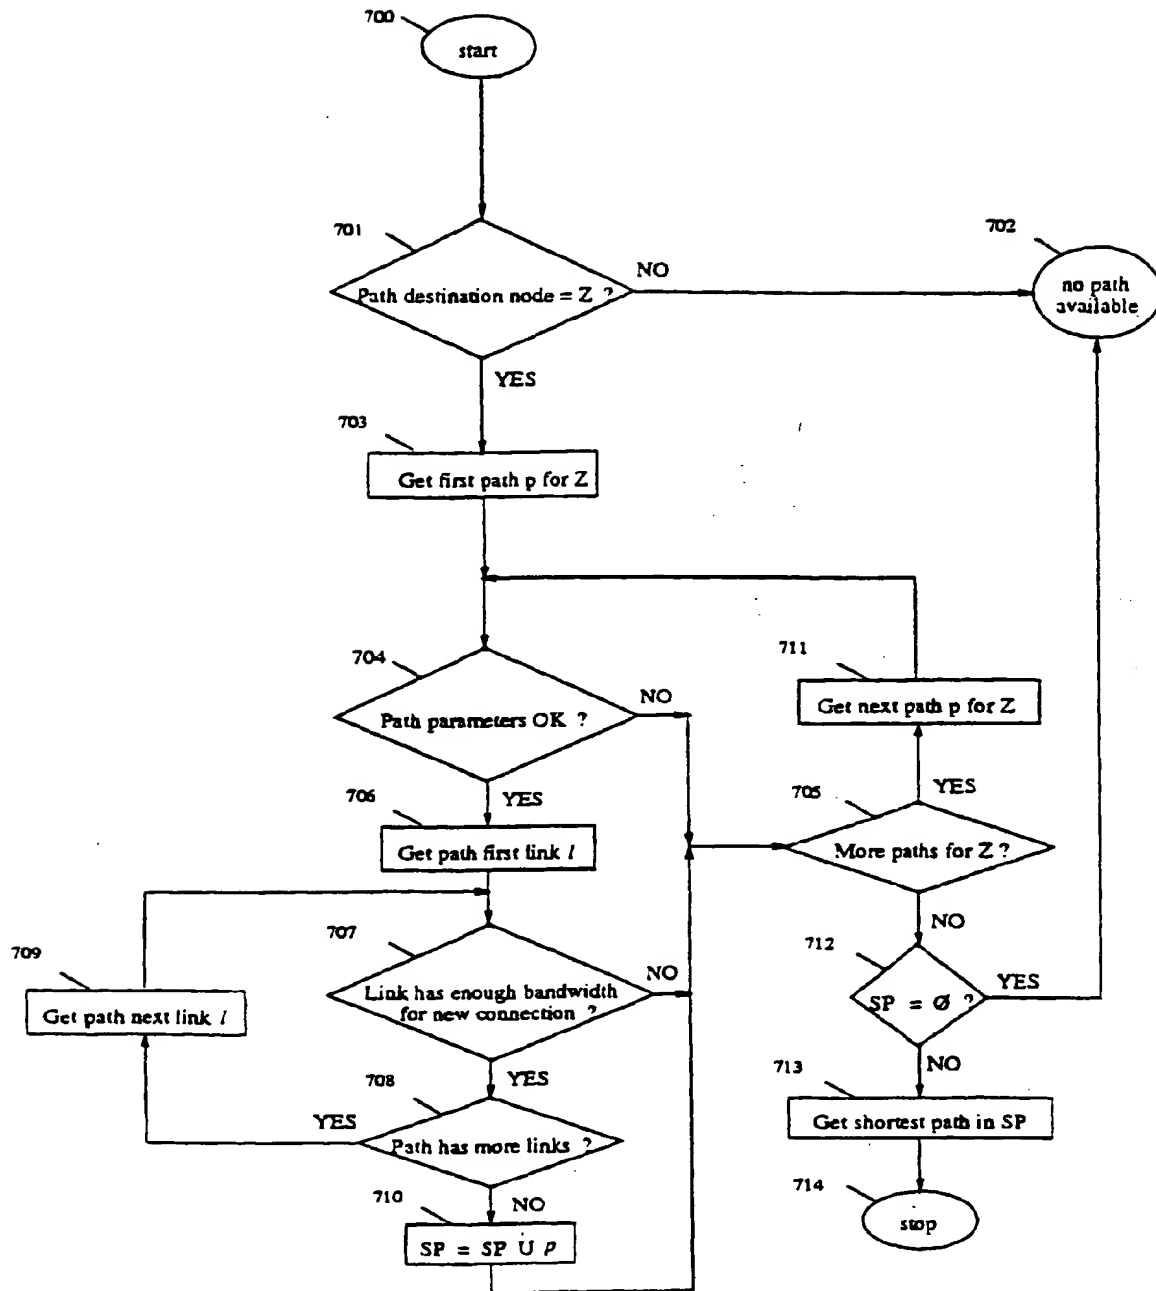 700
start
701
Path destination node = Z ?
NO
702
no path
available
YES
703
Get first path p for Z
704
Path parameters OK ?
NO
711
Get next path p for Z
YES
706
Get path first link l
705
YES
More paths for Z ?
NO
707
Link has enough bandwidth
for new connection ?
NO
709
Get path next link l
712
SP = Ø ?
YES
YES
708
YES
Path has more links ?
NO
713
Get shortest path in SP
NO
710
SP = SP U p
714
stop